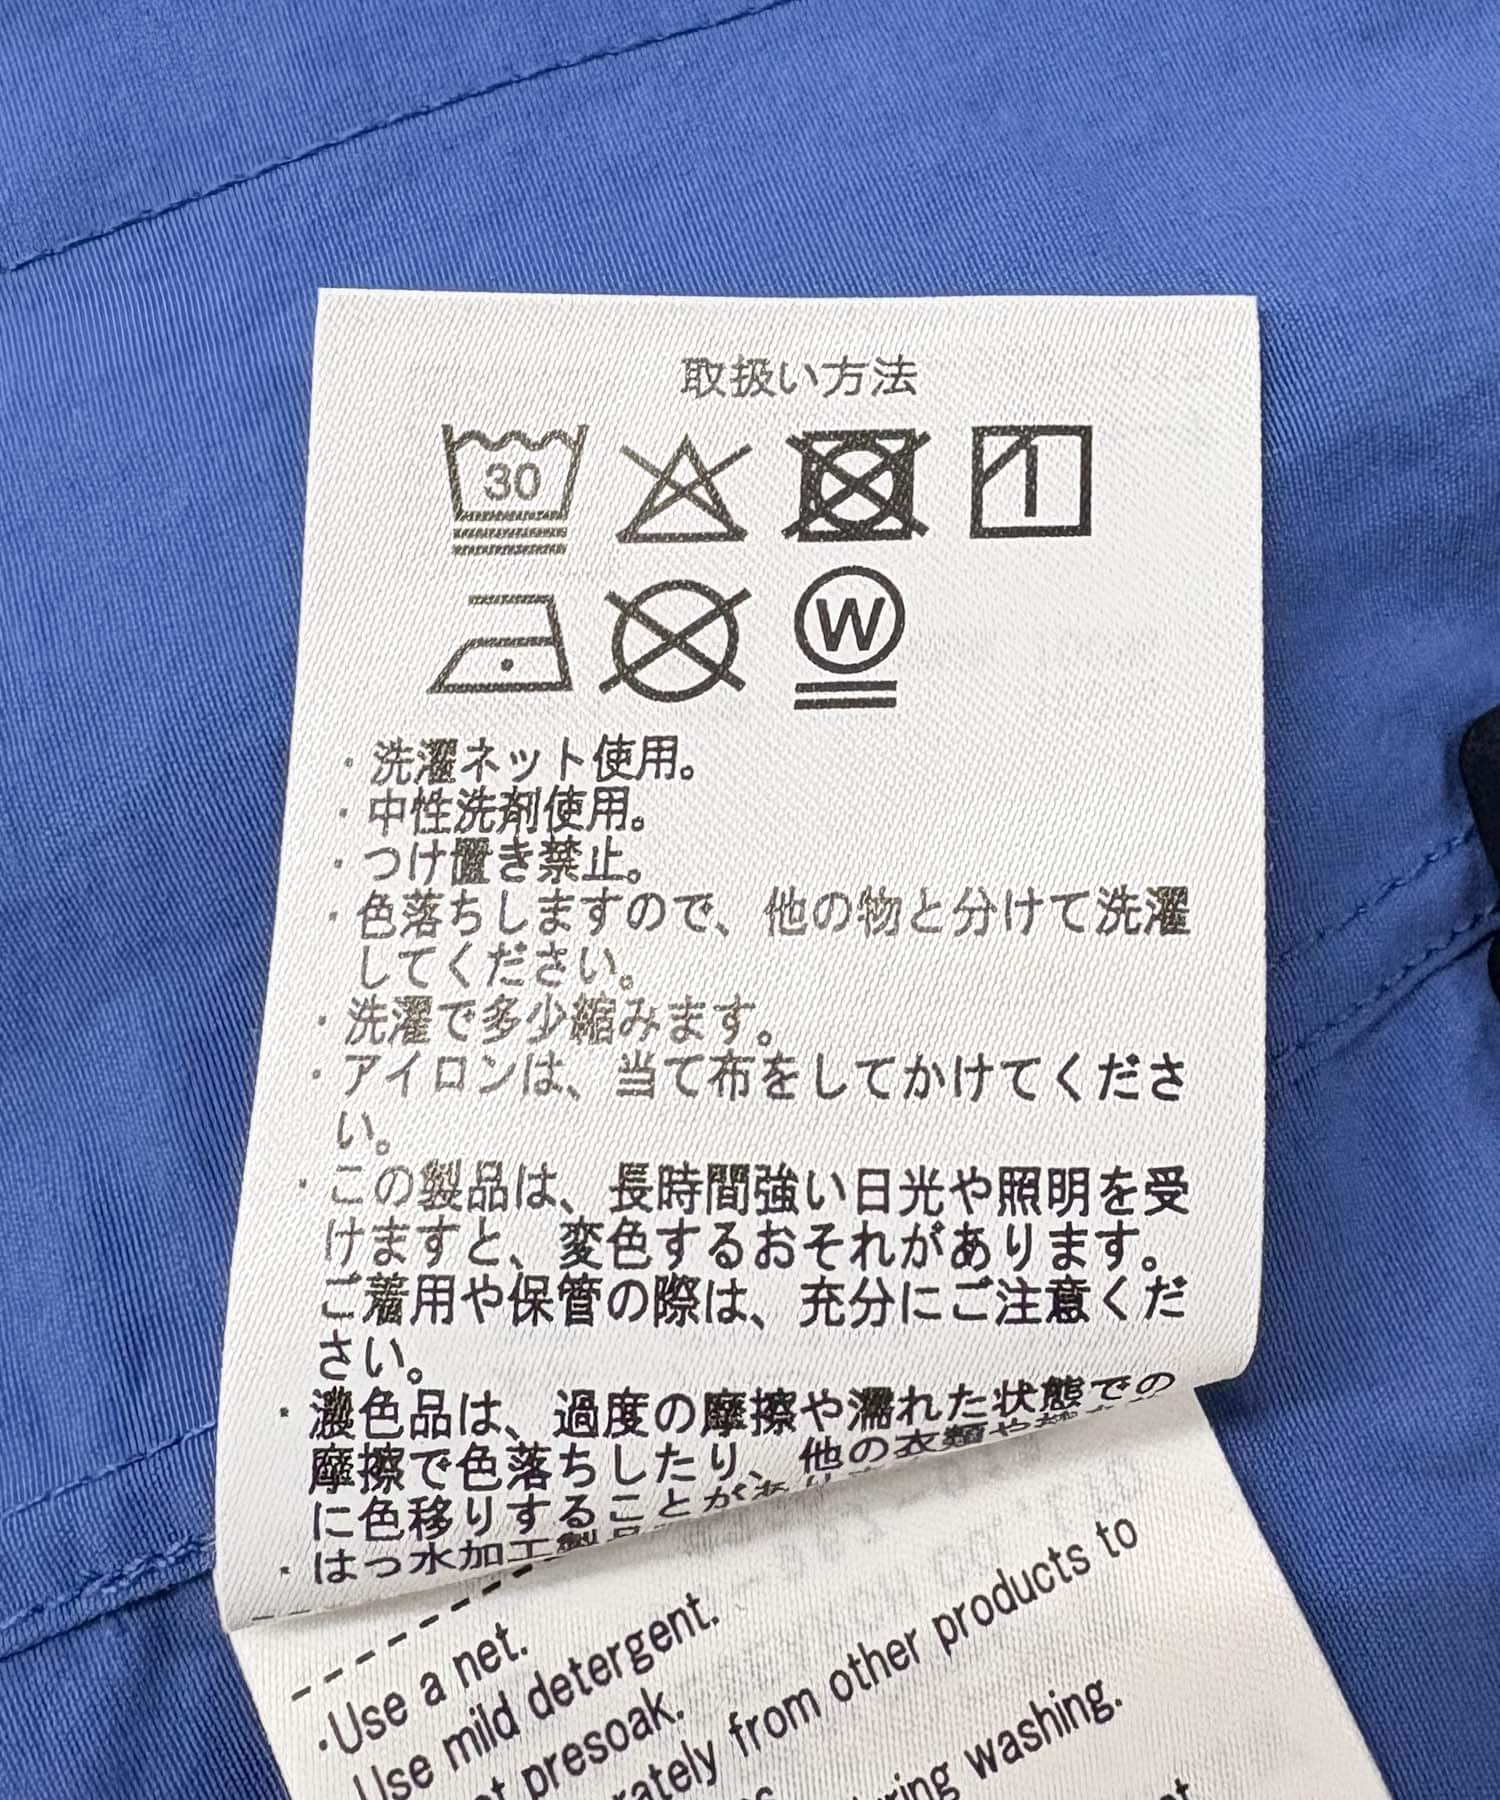 取扱い方法
30
W
・洗濯ネット使用。
・中性洗剤使用。
・つけ置き禁止。
・色落ちしますので、他の物と分けて洗濯
してください。
・洗濯で多少縮みます。
・アイロンは、当て布をしてかけてくださ
い。
・この製品は、長時間強い日光や照明を受
けますと、変色するおそれがあります。
ご着用や保管の際は、充分にご注意くだ
さい。
・濃色品は、過度の摩擦や濡れた状態での
摩擦で色落ちしたり、他の衣類や
に色移りすることがあり
・はっ水加工製品
・Use a net.
Use mild detergent.
presoak.
from other products to
washing.